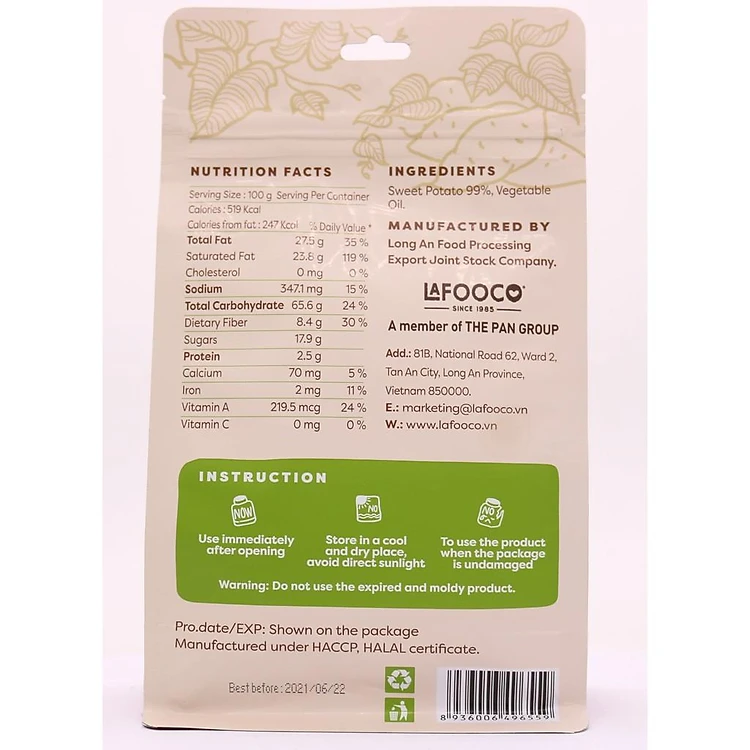 NUTRITION FACTS
Serving Size : 100 g Serving Per Container
Calories : 519 Kcal
Calories from fat : 247 Kcal % Daily Value *
Total Fat 27.5 g 35 %
Saturated Fat 23.8 g 119 %
Cholesterol 0 mg 0 %
Sodium 347.1 mg 15 %
Total Carbohydrate 65.6 g 24 %
Dietary Fiber 8.4 g 30 %
Sugars 17.9 g
Protein 2.5 g
Calcium 70 mg 5 %
Iron 2 mg 11 %
Vitamin A 219.5 mcg 24 %
Vitamin C 0 mg 0 %
INGREDIENTS
Sweet Potato 99%, Vegetable
Oil.
MANUFACTURED BY
Long An Food Processing
Export Joint Stock Company.
LAFOOCO
SINCE 1985
A member of THE PAN GROUP
Add.: 81B, National Road 62, Ward 2,
Tan An City, Long An Province,
Vietnam 850000.
E.: marketing@lafooco.vn
W.: www.lafooco.vn
INSTRUCTION
NOW
Use immediately
after opening
NO
Store in a cool
and dry place,
avoid direct sunlight
NO
To use the product
when the package
is undamaged
Warning: Do not use the expired and moldy product.
Pro.date/EXP: Shown on the package
Manufactured under HACCP, HALAL certificate.
Best before: 2021/06/22
8 936006 496559